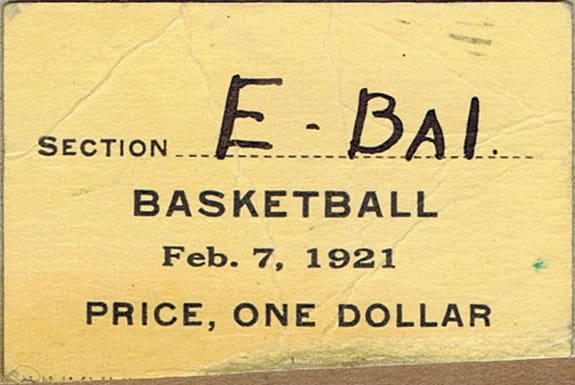 SECTION E - BAl.
BASKETBALL
Feb. 7, 1921
PRICE, ONE DOLLAR